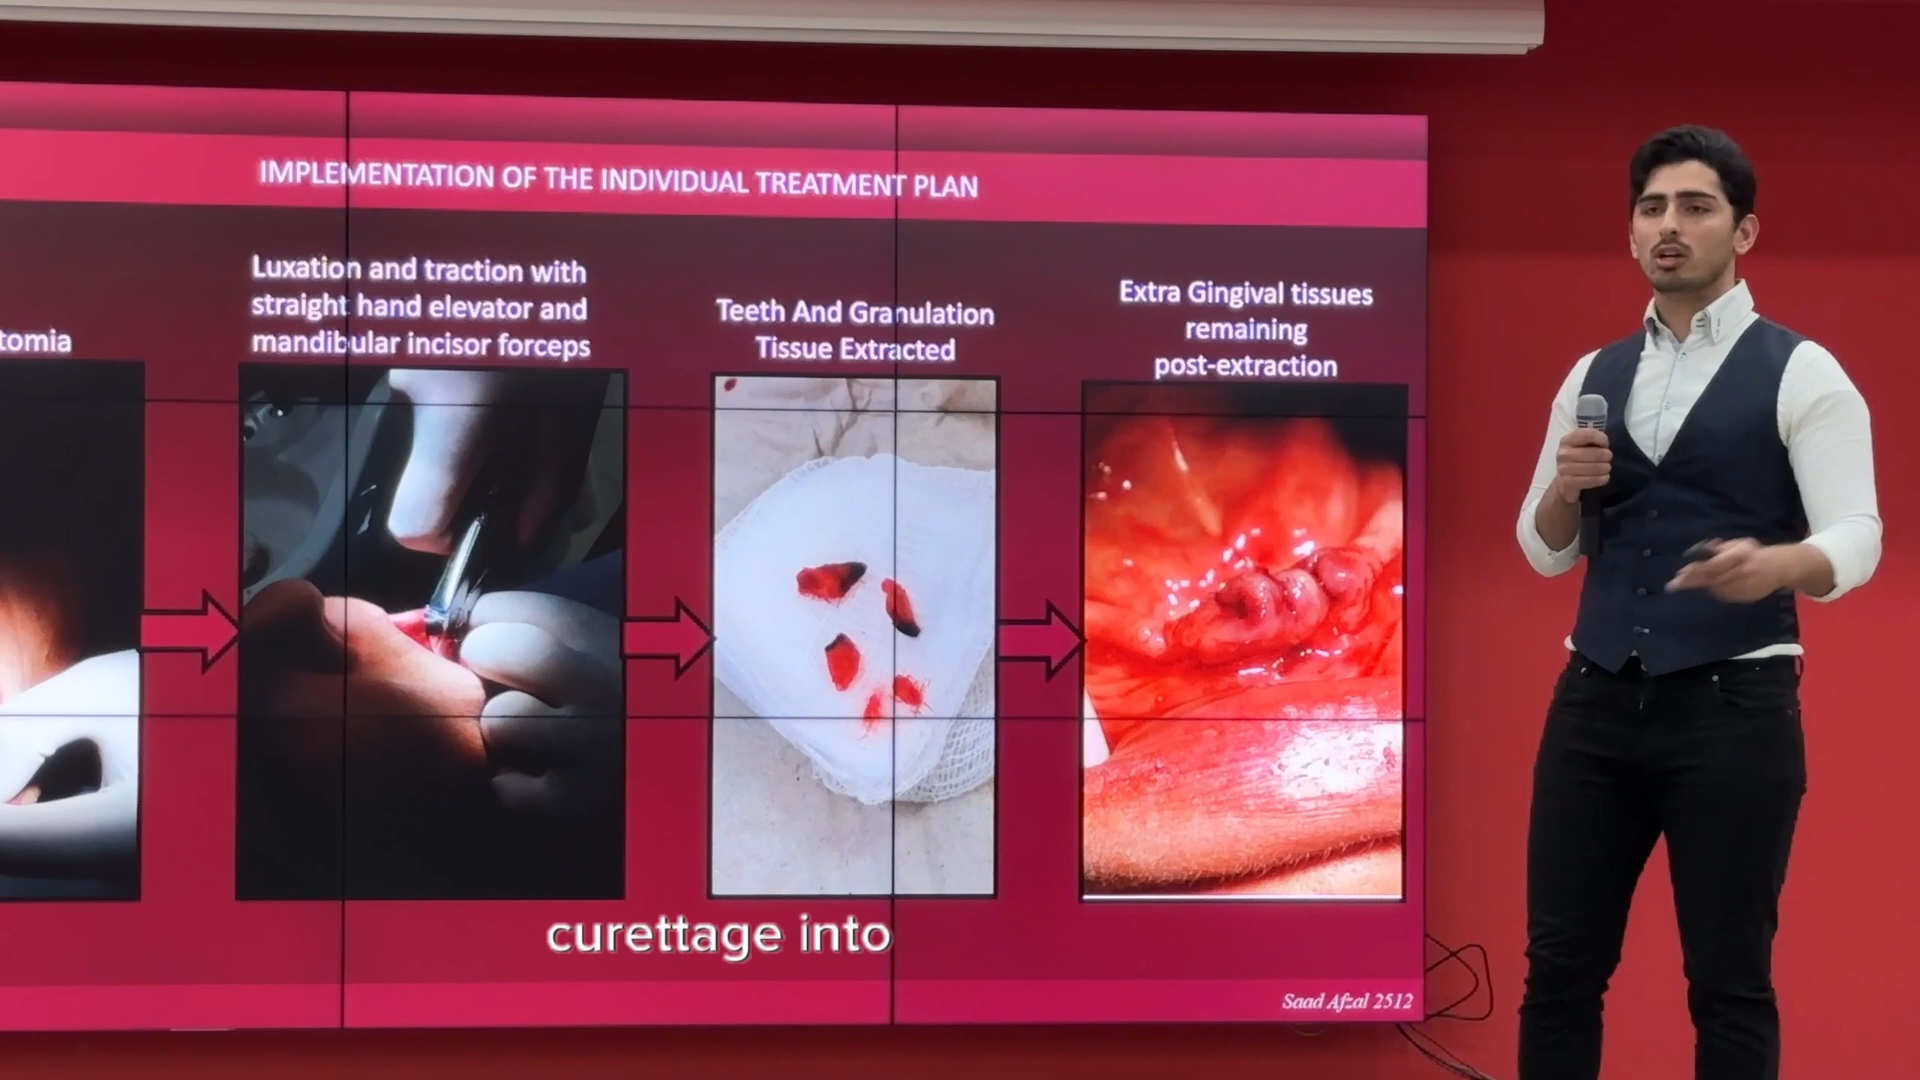 IMPLEMENTATION OF THE INDIVIDUAL TREATMENT PLAN
tomia
Luxation and traction with
straight hand elevator and
mandibular incisor forceps
Teeth And Granulation
Tissue Extracted
Extra Gingival tissues
remaining
post-extraction
curettage into
Saad Afzal 2512